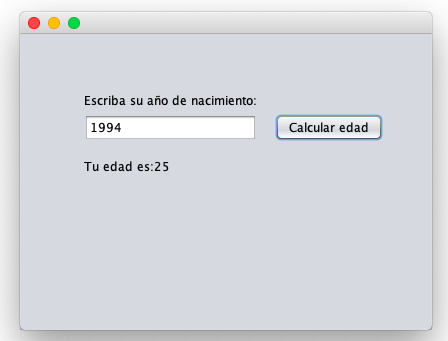 Escriba su año de nacimiento:
1994 Calcular edad
Tu edad es:25